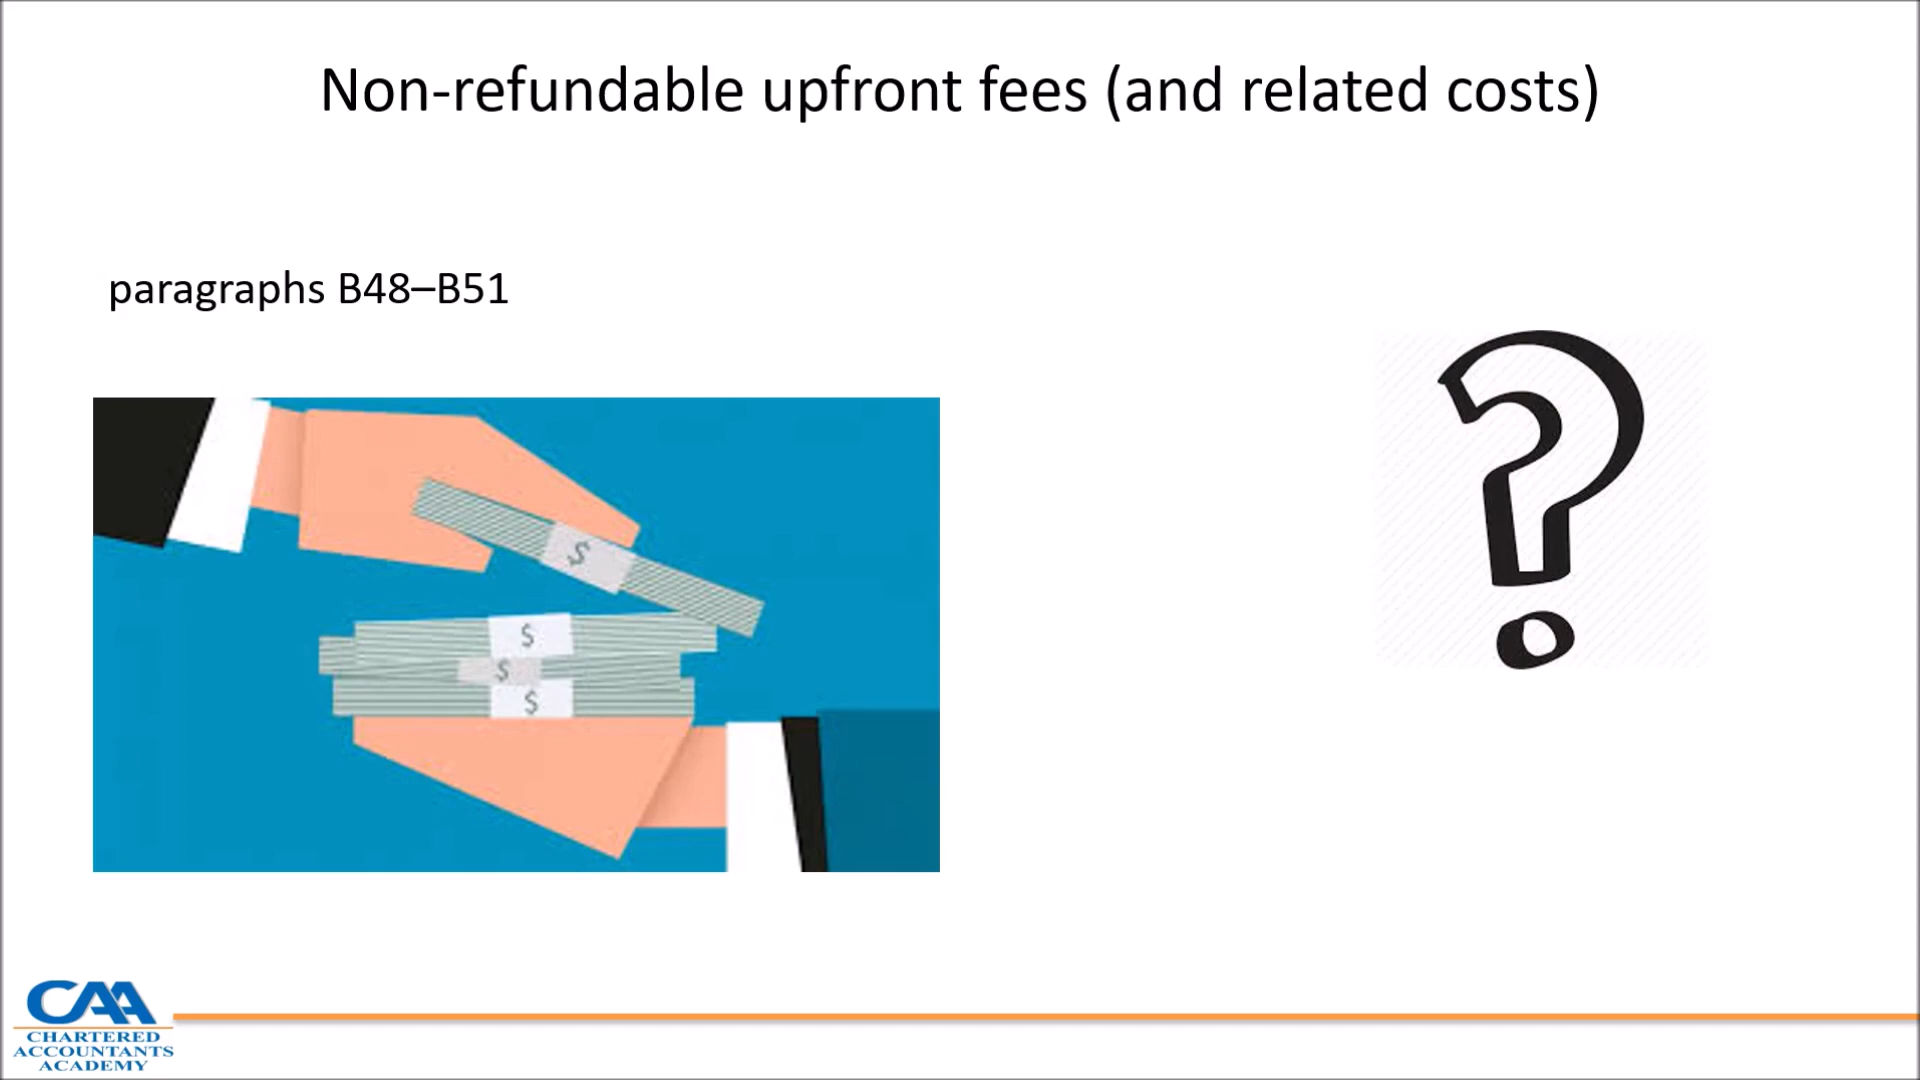 Non-refundable upfront fees (and related costs)
paragraphs B48–B51
$
$
$
$
CAA
CHARTERED
ACCOUNTANTS
ACADEMY